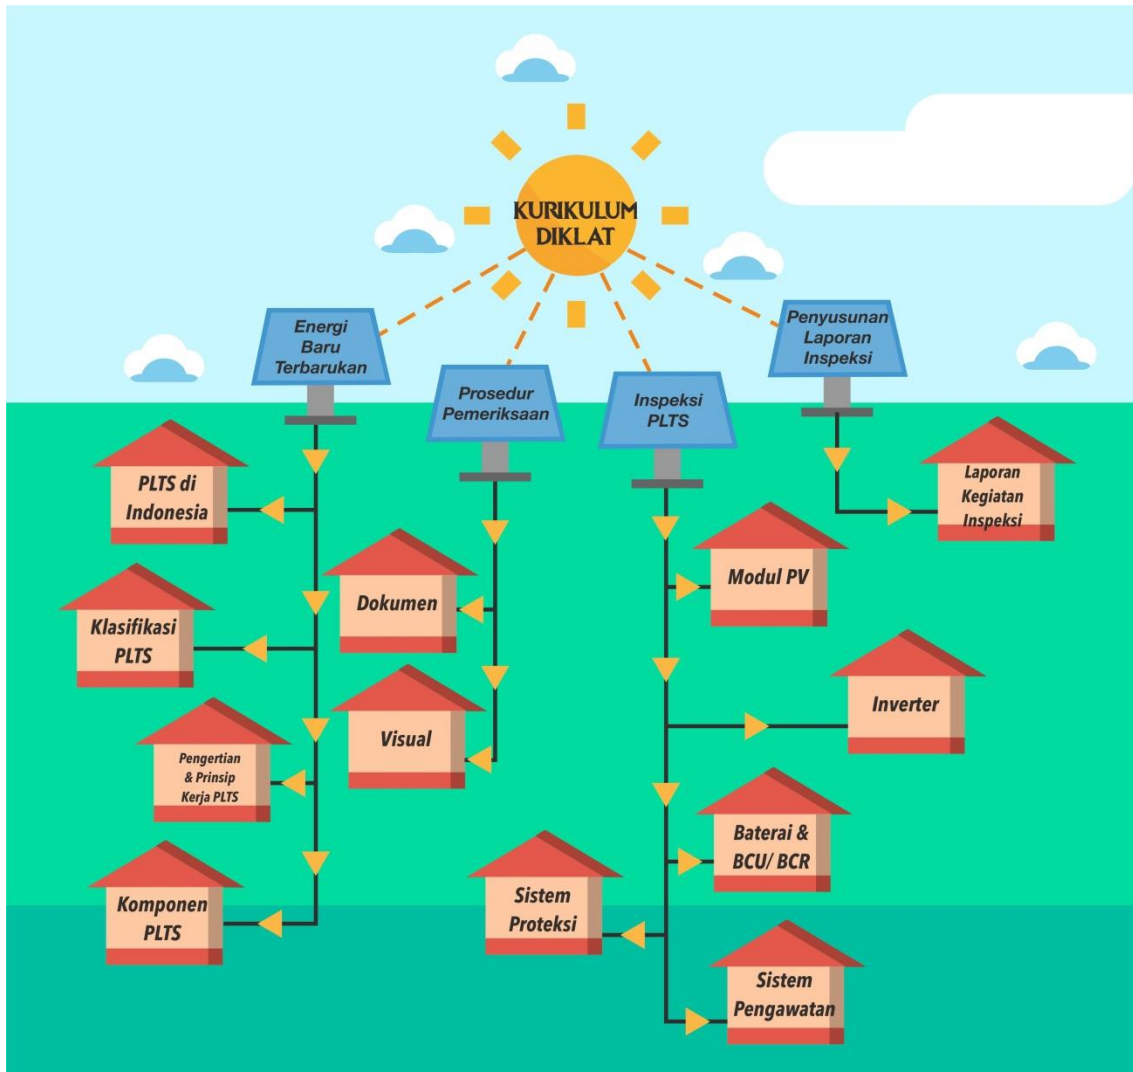 KURIKULUM
DIKLAT
Energi
Baru
Terbarukan
Prosedur
Pemeriksaan
Inspeksi
PLTS
Penyusunan
Laporan
Inspeksi
PLTS di
Indonesia
Klasifikasi
PLTS
Pengertian
& Prinsip
Kerja PLTS
Komponen
PLTS
Dokumen
Visual
Modul PV
Inverter
Baterai &
BCU/ BCR
Sistem
Proteksi
Sistem
Pengawatan
Laporan
Kegiatan
Inspeksi